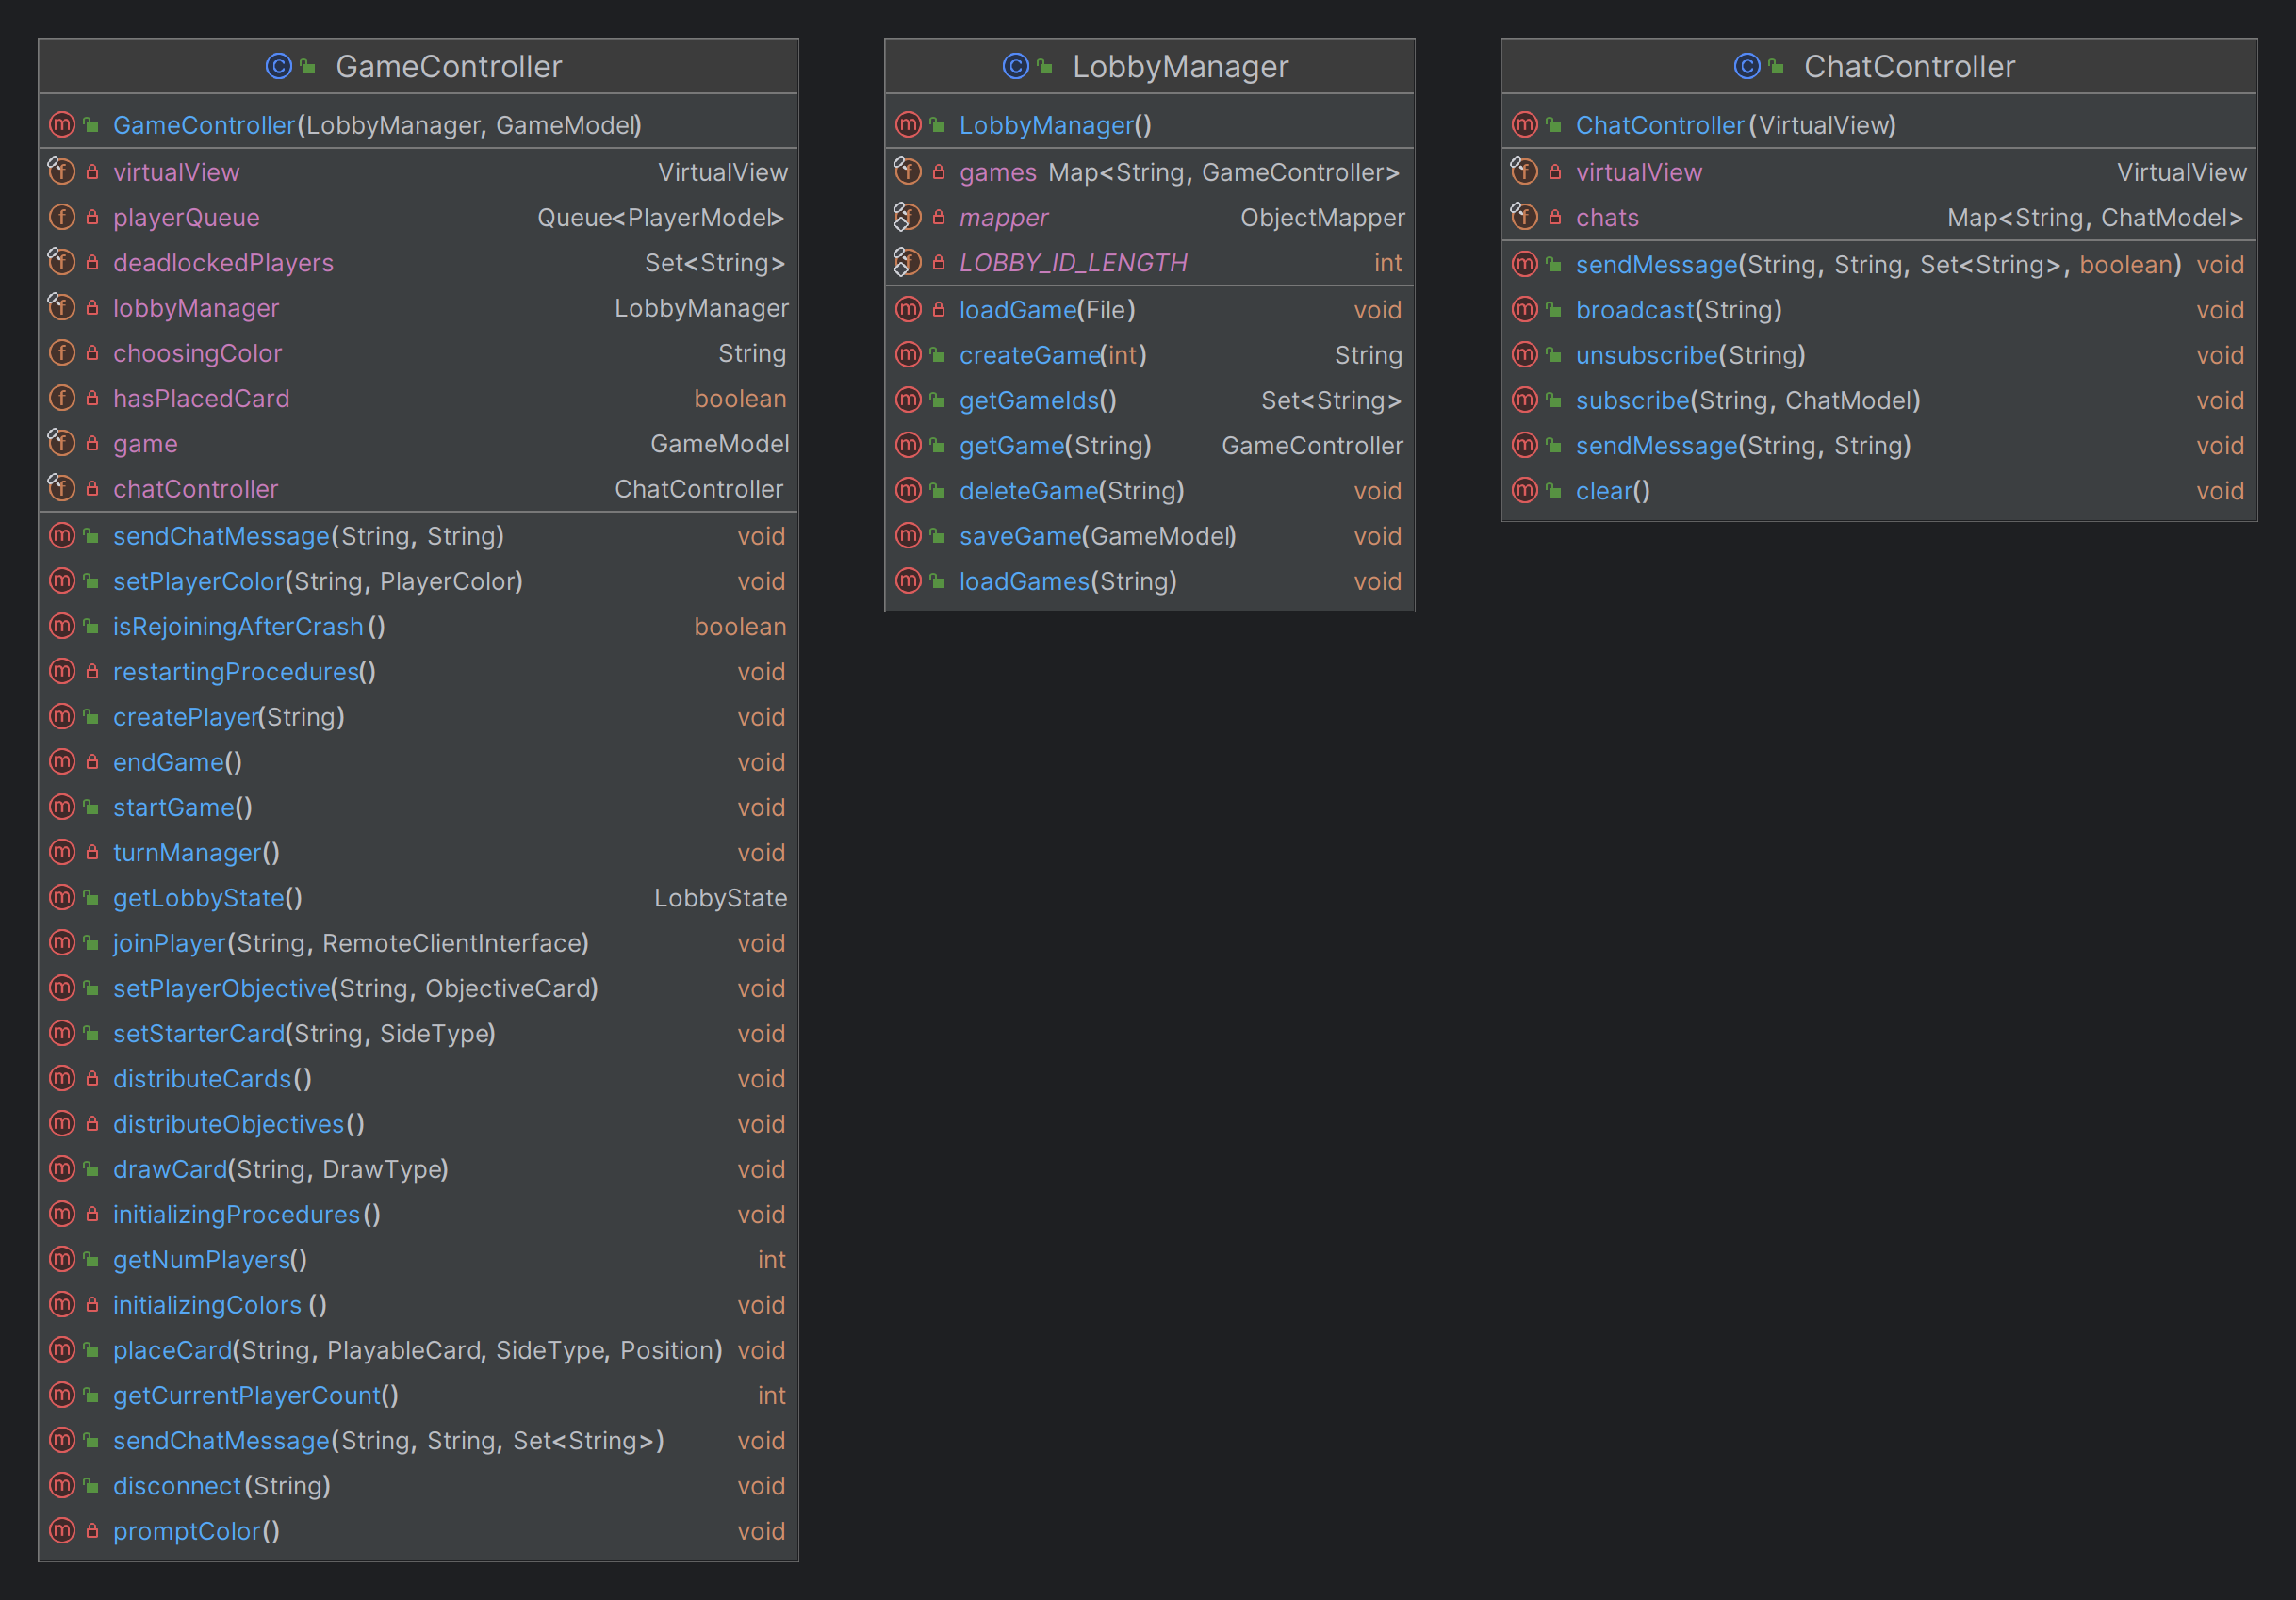 GameController
GameController(LobbyManager, GameModel)
virtualView VirtualView
playerQueue Queue<PlayerModel>
deadlockedPlayers Set<String>
lobbyManager LobbyManager
choosingColor String
hasPlacedCard boolean
game GameModel
chatController ChatController
sendChatMessage(String, String) void
setPlayerColor(String, PlayerColor) void
isRejoiningAfterCrash() boolean
restartingProcedures() void
createPlayer(String) void
endGame() void
startGame() void
turnManager() void
getLobbyState() LobbyState
joinPlayer(String, RemoteClientInterface) void
setPlayerObjective(String, ObjectiveCard) void
setStarterCard(String, SideType) void
distributeCards() void
distributeObjectives() void
drawCard(String, DrawType) void
initializingProcedures() void
getNumPlayers() int
initializingColors() void
placeCard(String, PlayableCard, SideType, Position) void
getCurrentPlayerCount() int
sendChatMessage(String, String, Set<String>) void
disconnect(String) void
promptColor() void
LobbyManager
LobbyManager()
games Map<String, GameController>
mapper ObjectMapper
LOBBY_ID_LENGTH int
loadGame(File) void
createGame(int) String
getGameIds() Set<String>
getGame(String) GameController
deleteGame(String) void
saveGame(GameModel) void
loadGames(String) void
ChatController
ChatController(VirtualView)
virtualView VirtualView
chats Map<String, ChatModel>
sendMessage(String, String, Set<String>, boolean) void
broadcast(String) void
unsubscribe(String) void
subscribe(String, ChatModel) void
sendMessage(String, String) void
clear() void